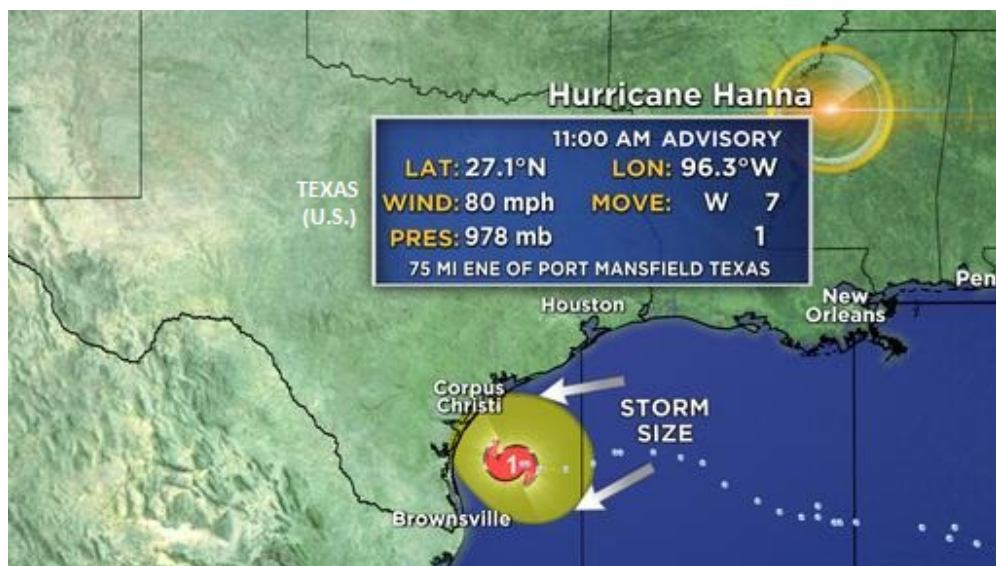 Hurricane Hanna
11:00 AM ADVISORY
LAT: 27.1°N LON: 96.3°W
WIND: 80 mph MOVE: W 7
PRES: 978 mb 1
75 MI ENE OF PORT MANSFIELD TEXAS
TEXAS
(U.S.)
Houston
New
Orleans
Pen
Corpus
Christi
STORM
SIZE
1
Brownsville